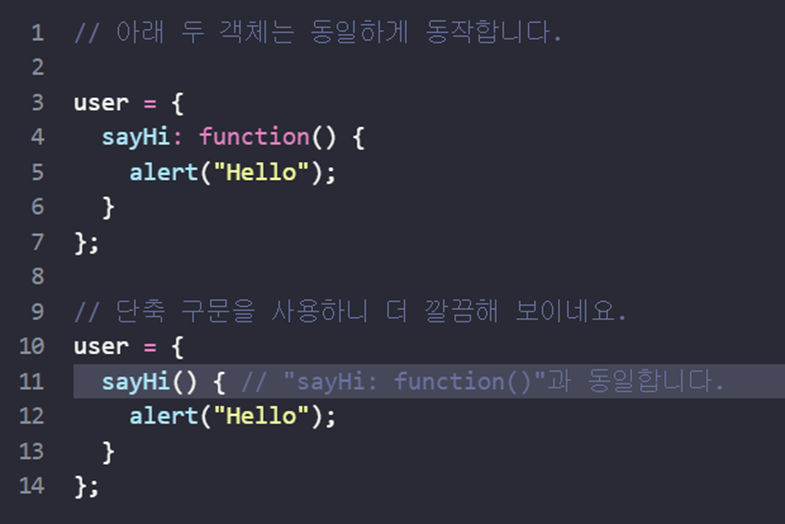 1 // 아래 두 객체는 동일하게 동작합니다.
2
3 user = {
4   sayHi: function() {
5     alert("Hello");
6   }
7 };
8
9 // 단축 구문을 사용하니 더 깔끔해 보이네요.
10 user = {
11   sayHi() { // "sayHi: function()"과 동일합니다.
12     alert("Hello");
13   }
14 };